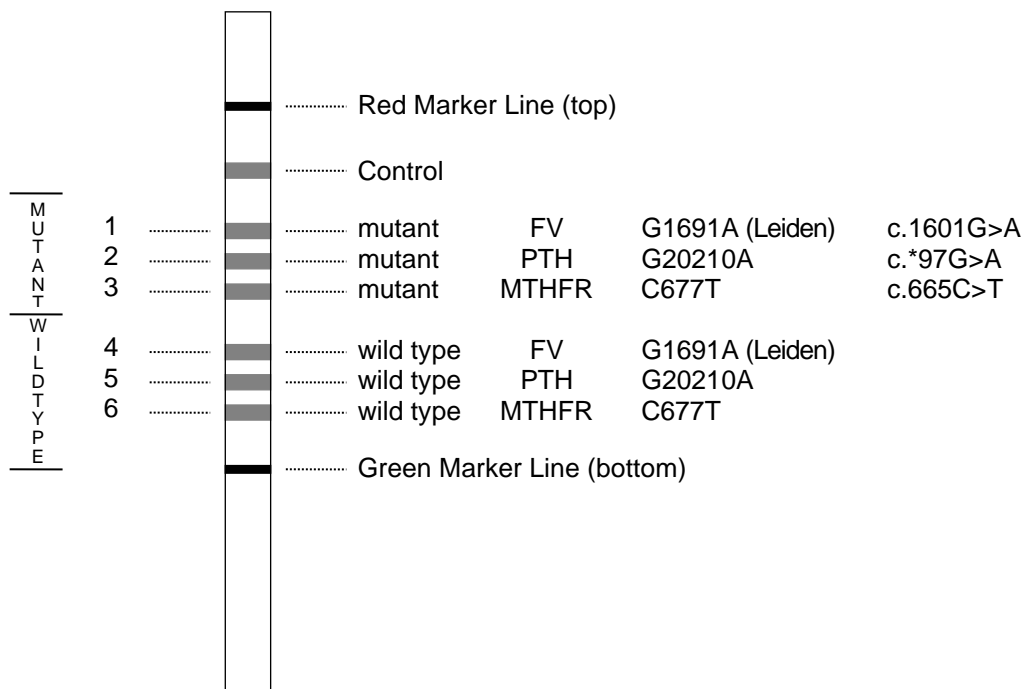 Red Marker Line (top)
Control
MUTANT
1 mutant FV G1691A (Leiden) c.1601G>A
2 mutant PTH G20210A c.*97G>A
3 mutant MTHFR C677T c.665C>T
WILDTYPE
4 wild type FV G1691A (Leiden)
5 wild type PTH G20210A
6 wild type MTHFR C677T
Green Marker Line (bottom)